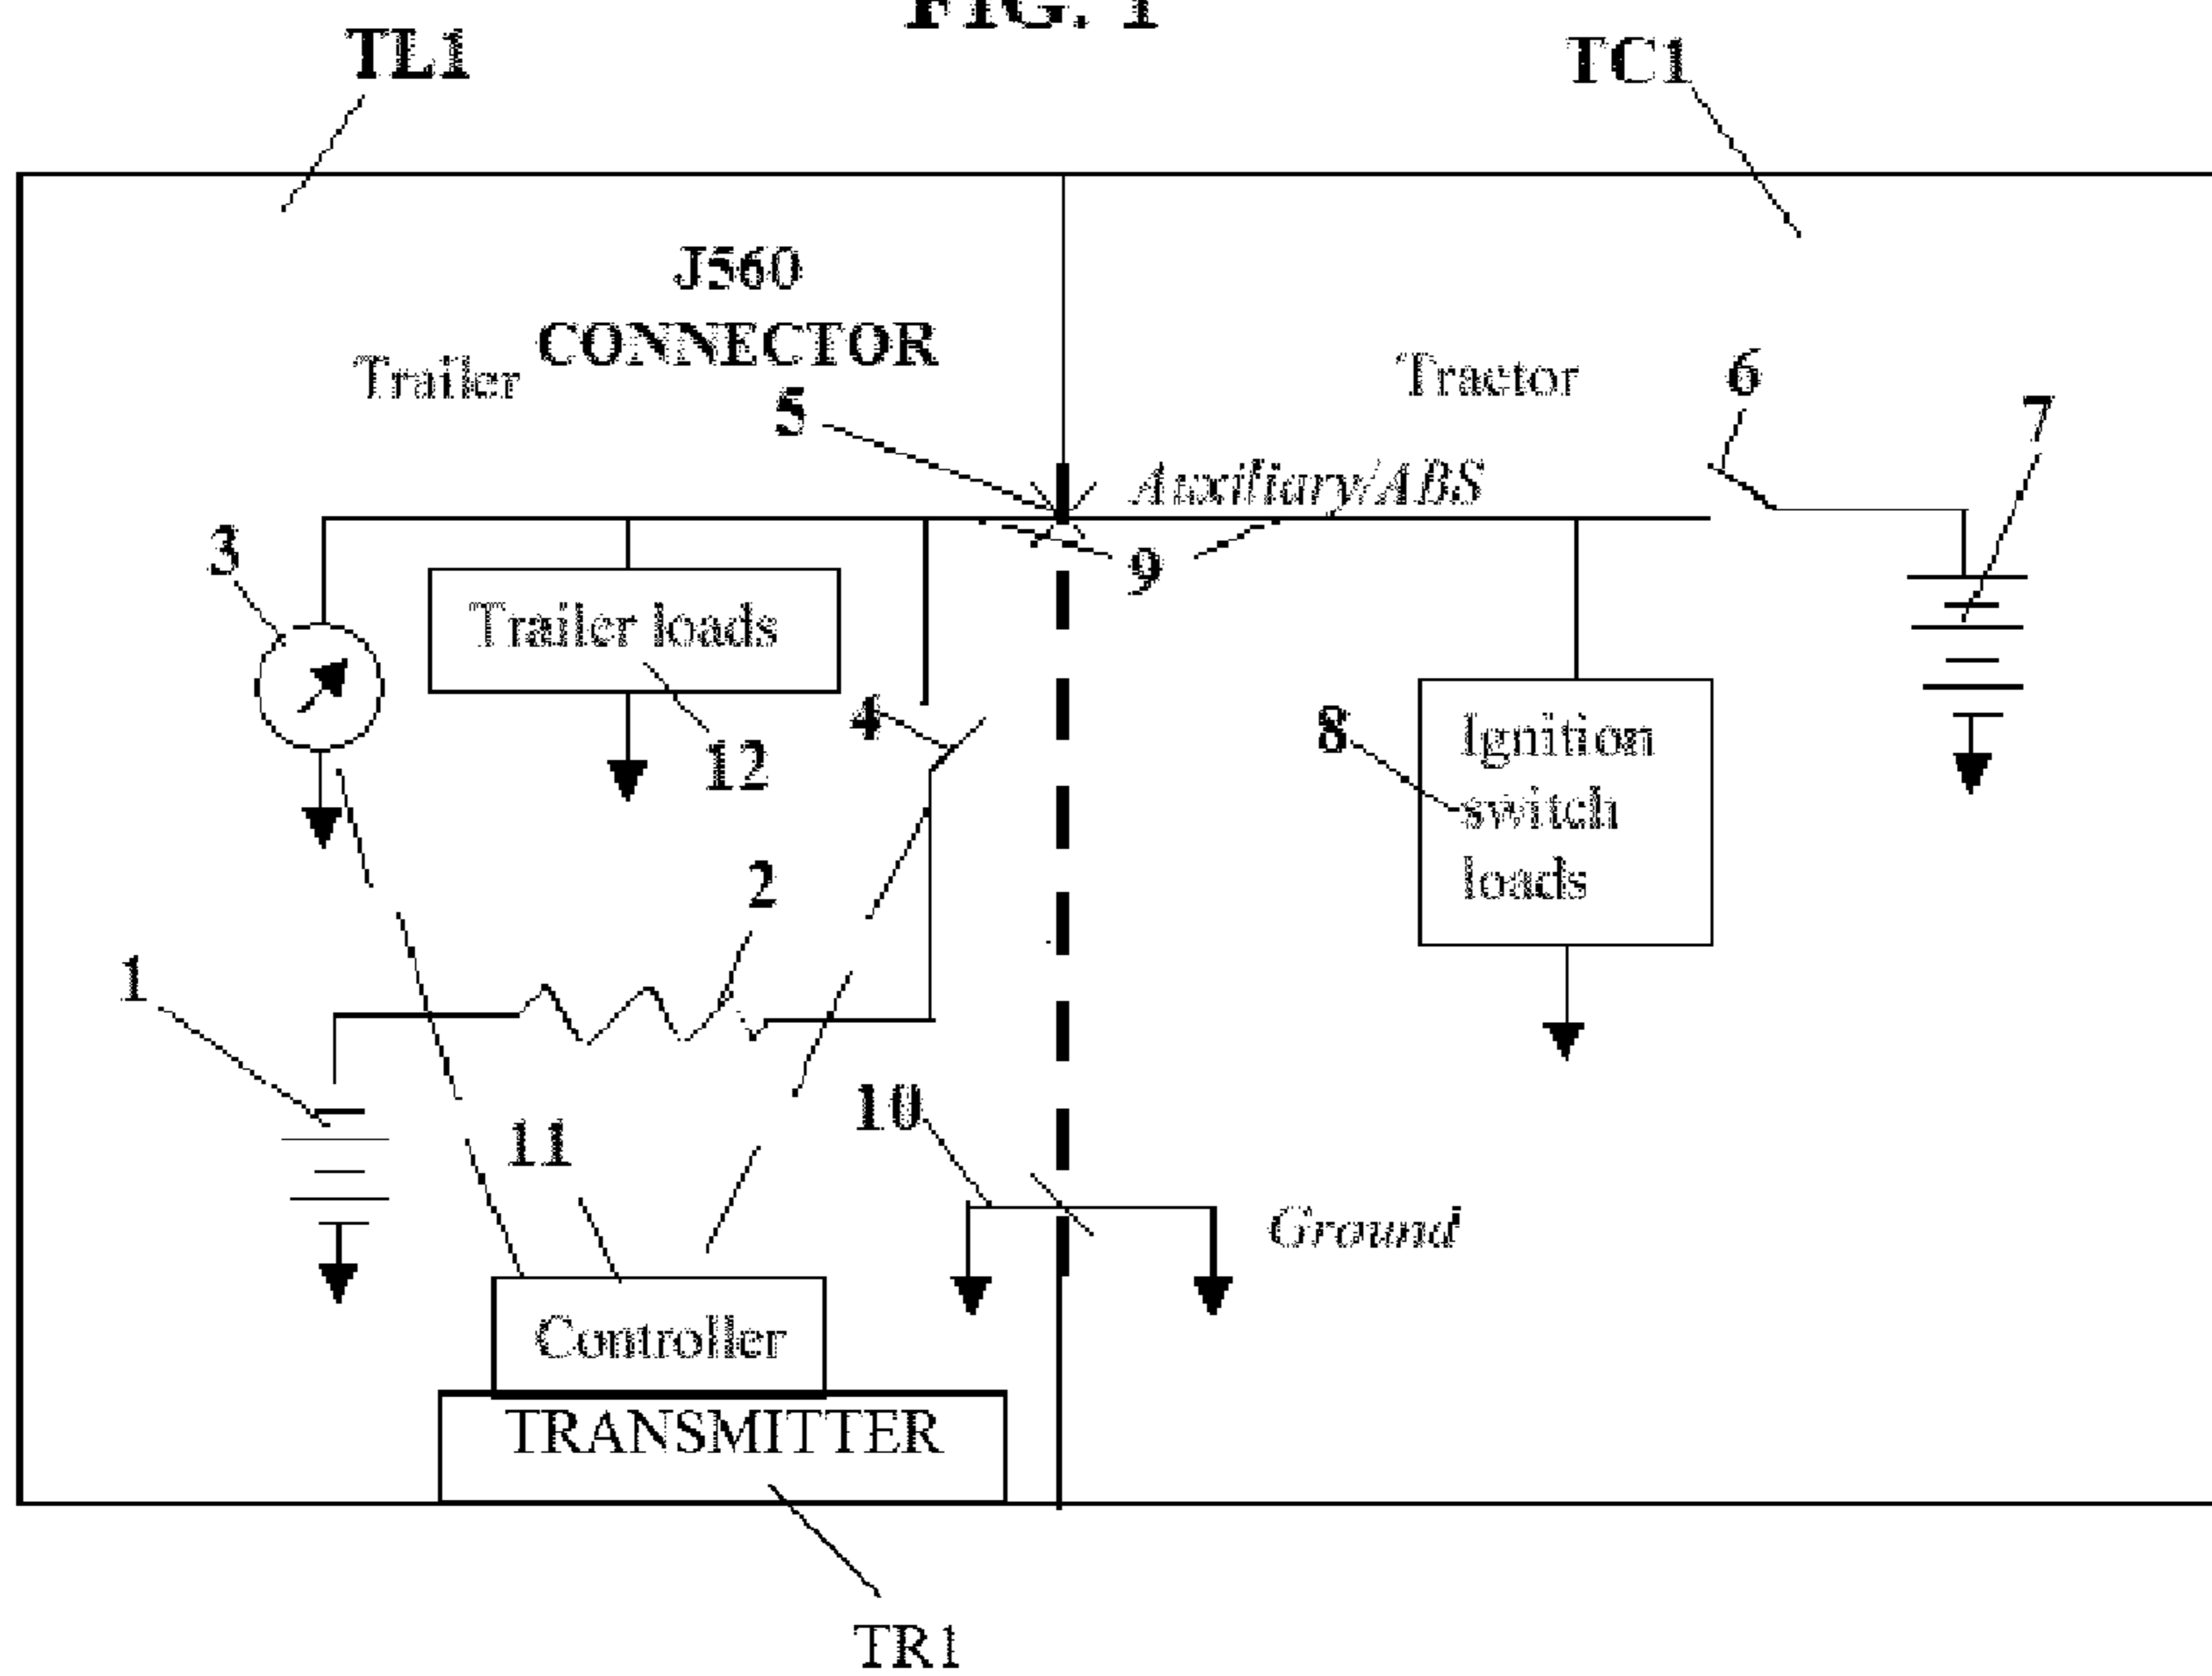 FIG. 1
TL1
TC1
J560
CONNECTOR
Trailer
Tractor
6
7
5
Auxiliary/ABS
3
9
Trailer loads
4
12
8
Ignition
switch
loads
2
1
10
11
Ground
Controller
TRANSMITTER
TR1